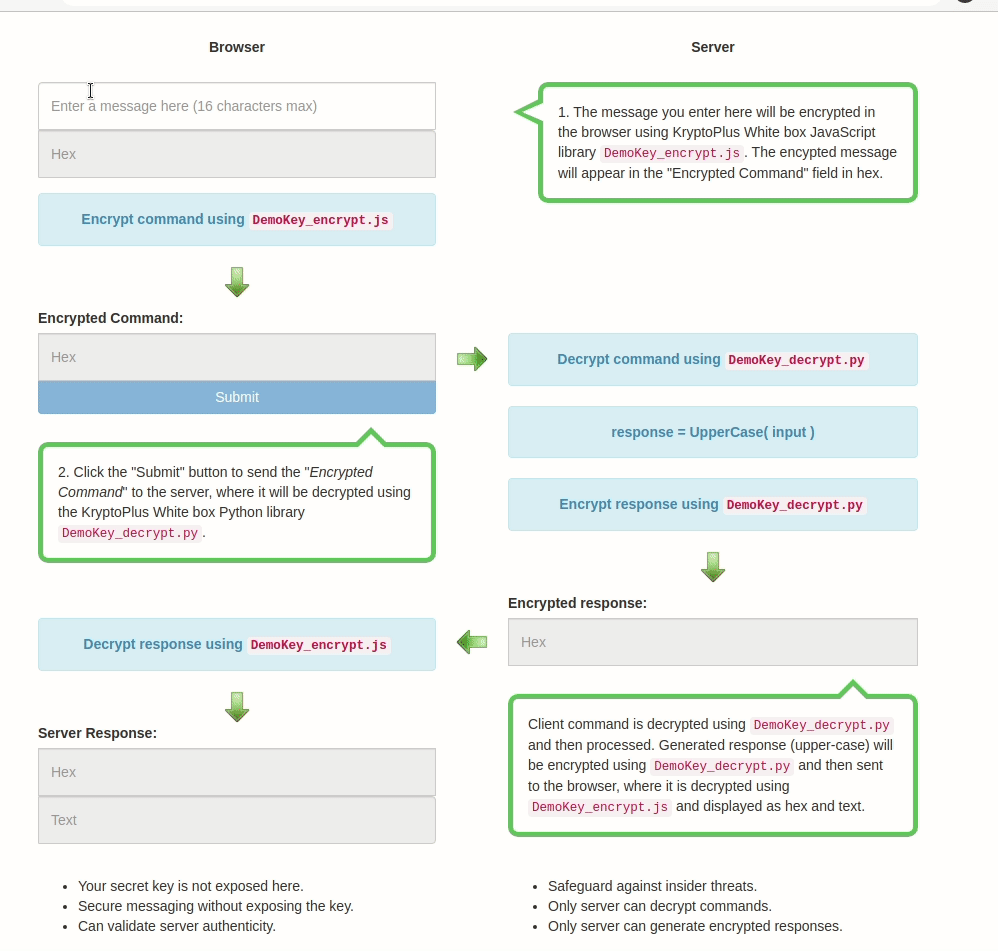 Browser
Enter a message here (16 characters max)
Hex
Encrypt command using DemoKey_encrypt.js
Encrypted Command:
Hex
Submit
2. Click the "Submit" button to send the "Encrypted
Command" to the server, where it will be decrypted using
the KryptoPlus White box Python library
DemoKey_decrypt.py.
Decrypt response using DemoKey_encrypt.js
Server Response:
Hex
Text
• Your secret key is not exposed here.
• Secure messaging without exposing the key.
• Can validate server authenticity.
Server
1. The message you enter here will be encrypted in
the browser using KryptoPlus White box JavaScript
library DemoKey_encrypt.js. The encypted message
will appear in the "Encrypted Command" field in hex.
Decrypt command using DemoKey_decrypt.py
response = UpperCase( input )
Encrypt response using DemoKey_decrypt.py
Encrypted response:
Hex
Client command is decrypted using DemoKey_decrypt.py
and then processed. Generated response (upper-case) will
be encrypted using DemoKey_decrypt.py and then sent
to the browser, where it is decrypted using
DemoKey_encrypt.js and displayed as hex and text.
• Safeguard against insider threats.
• Only server can decrypt commands.
• Only server can generate encrypted responses.